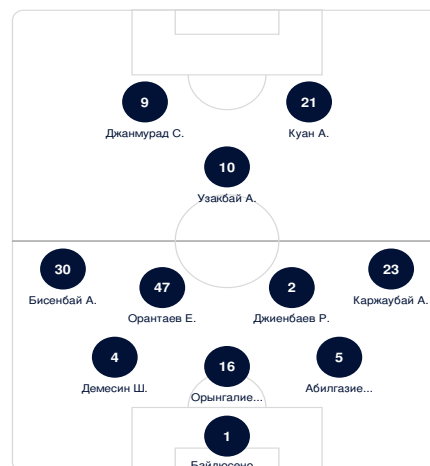 9 21
Джанмурад С. Куан А.
10
Узакбай А.
30 23
Бисенбай А. Каржаубай А.
47 2
Орантаев Е. Джиенбаев Р.
4 16 5
Демесин Ш. Абилгазие...
Орынгалие...
1
Байдюсено...